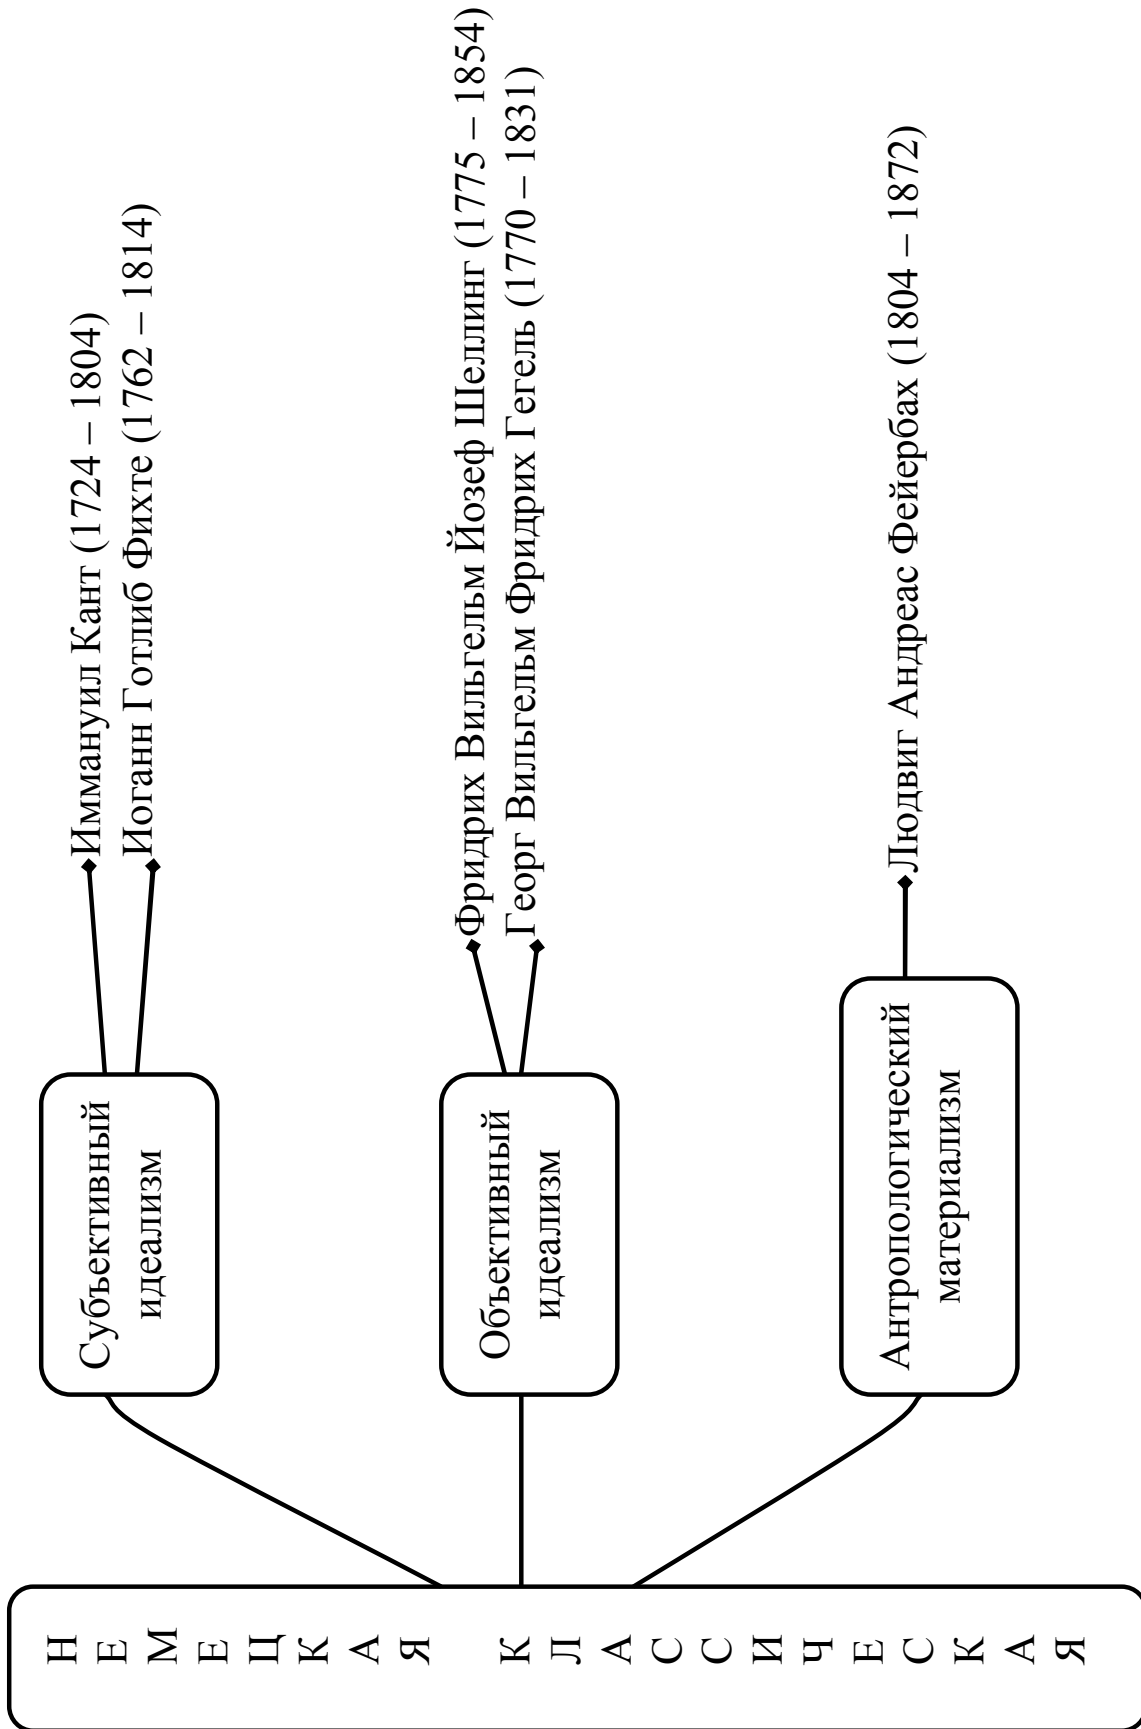 НЕМЕЦКАЯ КЛАССИЧЕСКАЯ
Субъективный
идеализм
Иммануил Кант (1724 – 1804)
Иоганн Готлиб Фихте (1762 – 1814)
Объективный
идеализм
Фридрих Вильгельм Йозеф Шеллинг (1775 – 1854)
Георг Вильгельм Фридрих Гегель (1770 – 1831)
Антропологический
материализм
Людвиг Андреас Фейербах (1804 – 1872)